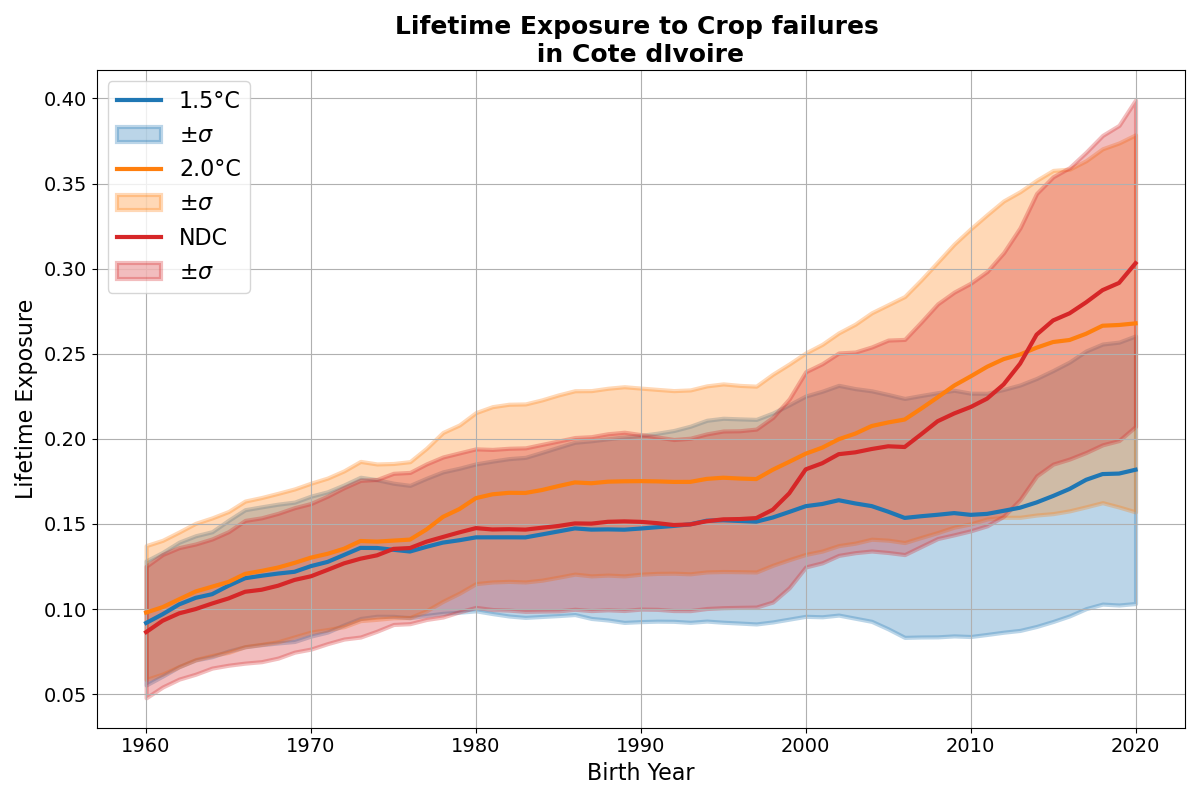 Lifetime Exposure to Crop failures
in Cote dIvoire
1.5°C
±σ
2.0°C
±σ
NDC
±σ
Lifetime Exposure
0.40
0.35
0.30
0.25
0.20
0.15
0.10
0.05
1960 1970 1980 1990 2000 2010 2020
Birth Year